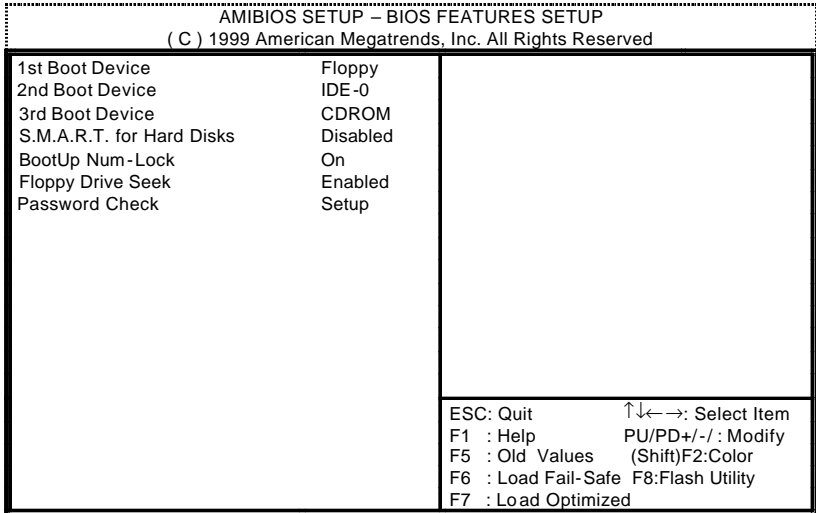 AMIBIOS SETUP – BIOS FEATURES SETUP
( C ) 1999 American Megatrends, Inc. All Rights Reserved
1st Boot Device Floppy
2nd Boot Device IDE-0
3rd Boot Device CDROM
S.M.A.R.T. for Hard Disks Disabled
BootUp Num-Lock On
Floppy Drive Seek Enabled
Password Check Setup
ESC: Quit ↑↓←→: Select Item
F1 : Help PU/PD+/-/ : Modify
F5 : Old Values (Shift)F2:Color
F6 : Load Fail-Safe F8:Flash Utility
F7 : Load Optimized